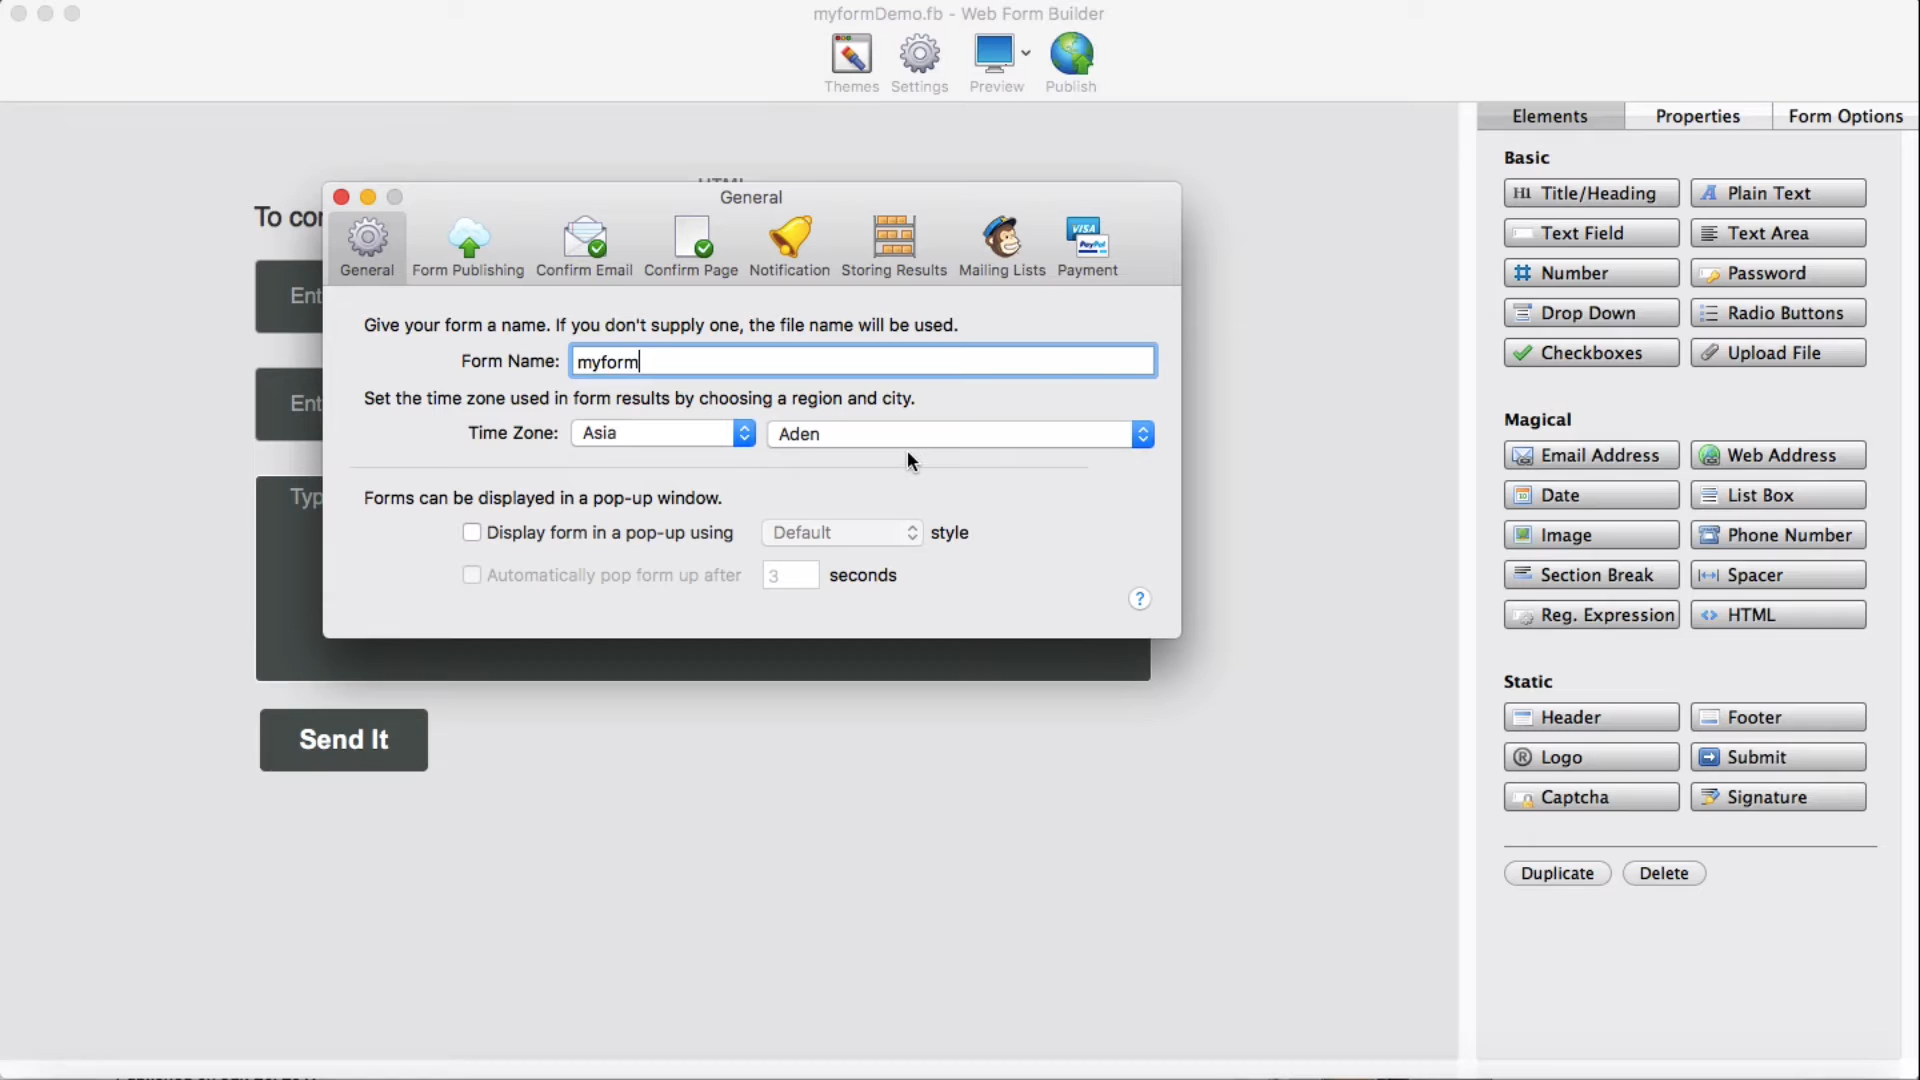 myformDemo.fb - Web Form Builder
Themes Settings Preview Publish
Elements Properties Form Options
Basic
H1 Title/Heading Plain Text
Text Field Text Area
Number Password
Drop Down Radio Buttons
Checkboxes Upload File
Magical
Email Address Web Address
Date List Box
Image Phone Number
Section Break Spacer
Reg. Expression HTML
Static
Header Footer
Logo Submit
Captcha Signature
Duplicate Delete
To con
Ent
Ent
Typ
Send It
General
General Form Publishing Confirm Email Confirm Page Notification Storing Results Mailing Lists VISA PayPal Payment
Give your form a name. If you don't supply one, the file name will be used.
Form Name: myform
Set the time zone used in form results by choosing a region and city.
Time Zone: Asia Aden
Forms can be displayed in a pop-up window.
Display form in a pop-up using Default style
Automatically pop form up after 3 seconds
?